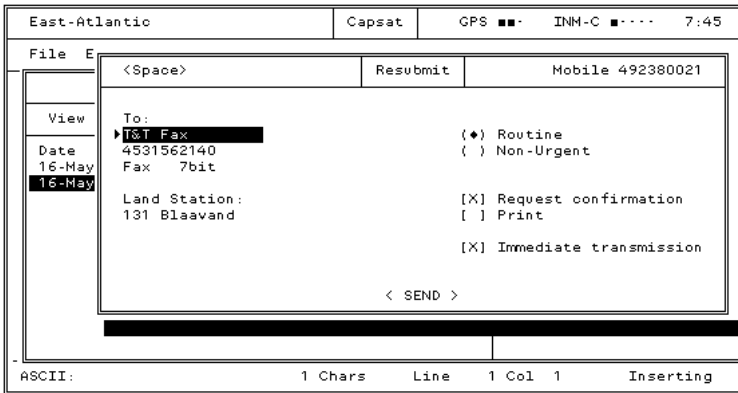 East-Atlantic Capsat GPS ■■· INM-C ■···· 7:45
File E
<Space> Resubmit Mobile 492380021
View
To:
T&T Fax (♦) Routine
Date 4531562140 ( ) Non-Urgent
16-May Fax 7bit
16-May
Land Station: [X] Request confirmation
131 Blaavand [ ] Print
[X] Immediate transmission
< SEND >
ASCII: 1 Chars Line 1 Col 1 Inserting